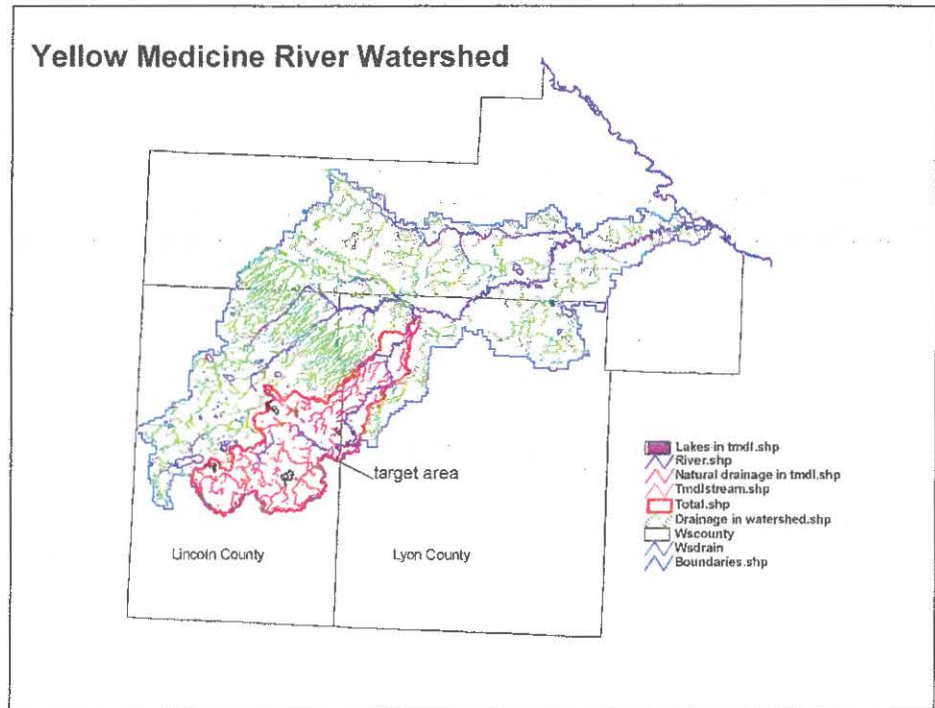 Yellow Medicine River Watershed
target area
Lincoln County
Lyon County
Lakes in tmdl.shp
River.shp
Natural drainage in tmdl.shp
Tmdlstream.shp
Total.shp
Drainage in watershed.shp
Wscounty
Wsdrain
Boundaries.shp